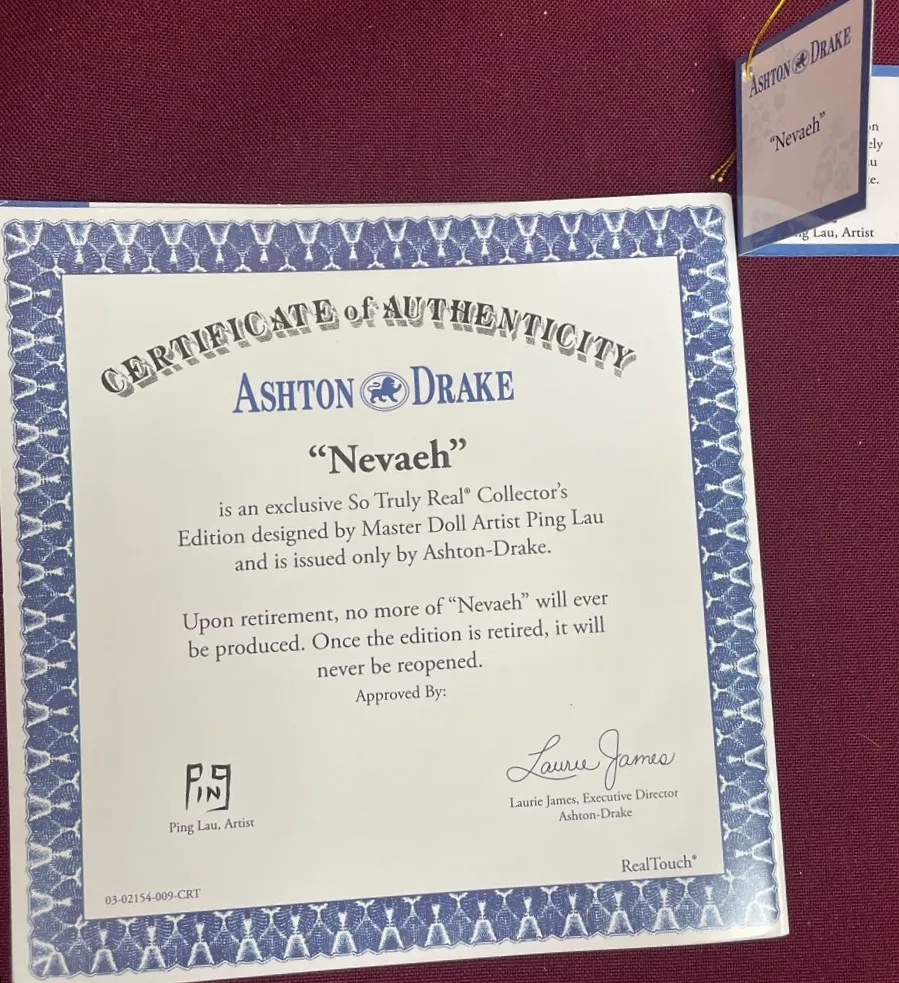 ASHTON DRAKE
"Nevaeh"
Lau, Artist
CERTIFICATE of AUTHENTICITY
ASHTON DRAKE
“Nevaeh”
is an exclusive So Truly Real® Collector’s
Edition designed by Master Doll Artist Ping Lau
and is issued only by Ashton-Drake.
Upon retirement, no more of “Nevaeh” will ever
be produced. Once the edition is retired, it will
never be reopened.
Approved By:
PING
Ping Lau, Artist
Laurie James
Laurie James, Executive Director
Ashton-Drake
RealTouch®
03-02154-009-CRT